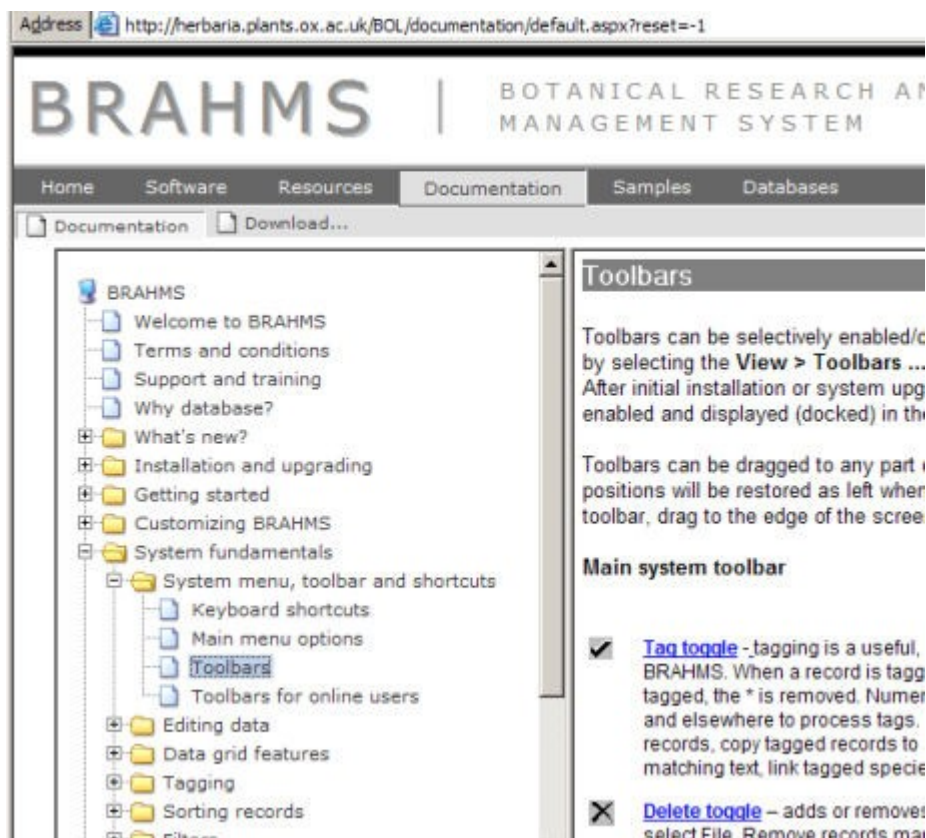 Address http://herbaria.plants.ox.ac.uk/BOL/documentation/default.aspx?reset=-1
BRAHMS | BOTANICAL RESEARCH AN
MANAGEMENT SYSTEM
Home Software Resources Documentation Samples Databases
Documentation Download...
BRAHMS
Welcome to BRAHMS
Terms and conditions
Support and training
Why database?
What's new?
Installation and upgrading
Getting started
Customizing BRAHMS
System fundamentals
System menu, toolbar and shortcuts
Keyboard shortcuts
Main menu options
Toolbars
Toolbars for online users
Editing data
Data grid features
Tagging
Sorting records
Filters
Toolbars
Toolbars can be selectively enabled/d
by selecting the View > Toolbars ...
After initial installation or system upg
enabled and displayed (docked) in the
Toolbars can be dragged to any part
positions will be restored as left when
toolbar, drag to the edge of the scree
Main system toolbar
Tag toggle - tagging is a useful,
BRAHMS. When a record is tagg
tagged, the * is removed. Numer
and elsewhere to process tags.
records, copy tagged records to
matching text, link tagged specie
Delete toggle – adds or removes
select File, Remove records mar